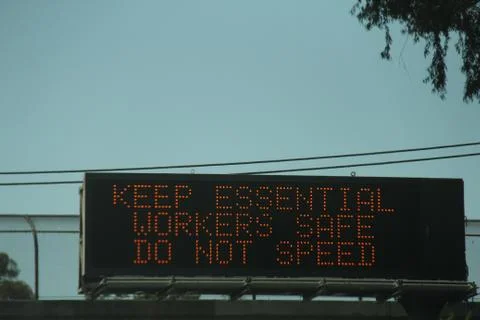 KEEP ESSENTIAL
WORKERS SAFE
DO NOT SPEED